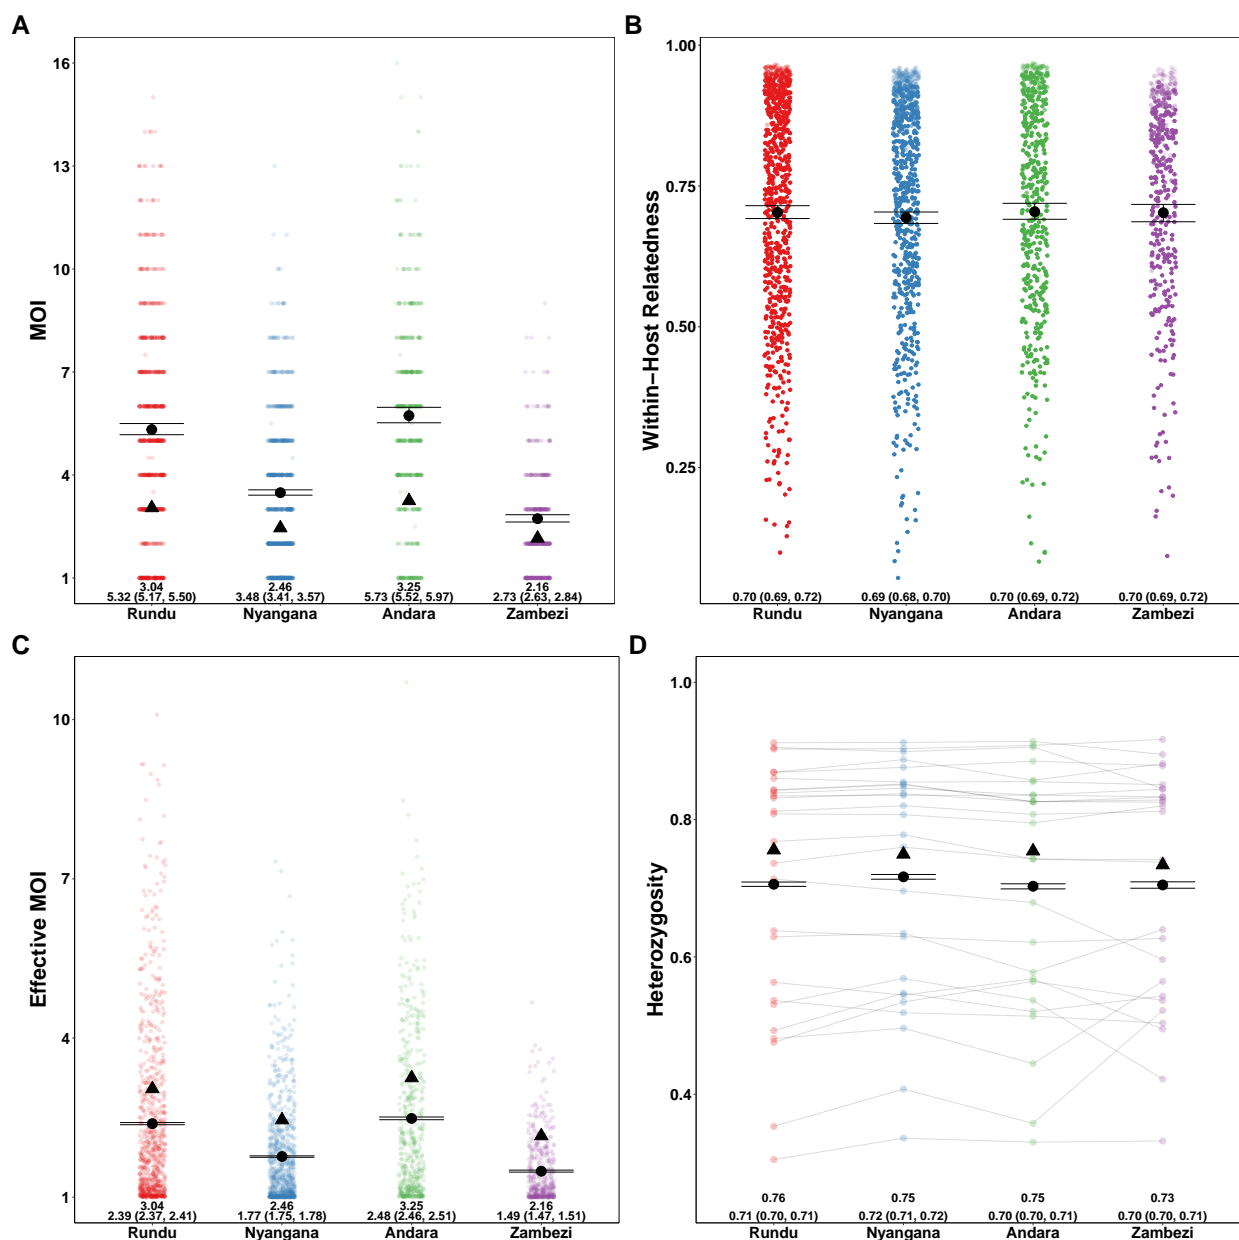 A
MOI
16
13
10
7
4
1
3.04 2.46 3.25 2.16
5.32 (5.17, 5.50) 3.48 (3.41, 3.57) 5.73 (5.52, 5.97) 2.73 (2.63, 2.84)
Rundu Nyangana Andara Zambezi
B
Within−Host Relatedness
1.00
0.75
0.50
0.25
0.70 (0.69, 0.72) 0.69 (0.68, 0.70) 0.70 (0.69, 0.72) 0.70 (0.69, 0.72)
Rundu Nyangana Andara Zambezi
C
Effective MOI
10
7
4
1
3.04 2.46 3.25 2.16
2.39 (2.37, 2.41) 1.77 (1.75, 1.78) 2.48 (2.46, 2.51) 1.49 (1.47, 1.51)
Rundu Nyangana Andara Zambezi
D
Heterozygosity
1.0
0.8
0.6
0.4
0.76 0.75 0.75 0.73
0.71 (0.70, 0.71) 0.72 (0.71, 0.72) 0.70 (0.70, 0.71) 0.70 (0.70, 0.71)
Rundu Nyangana Andara Zambezi